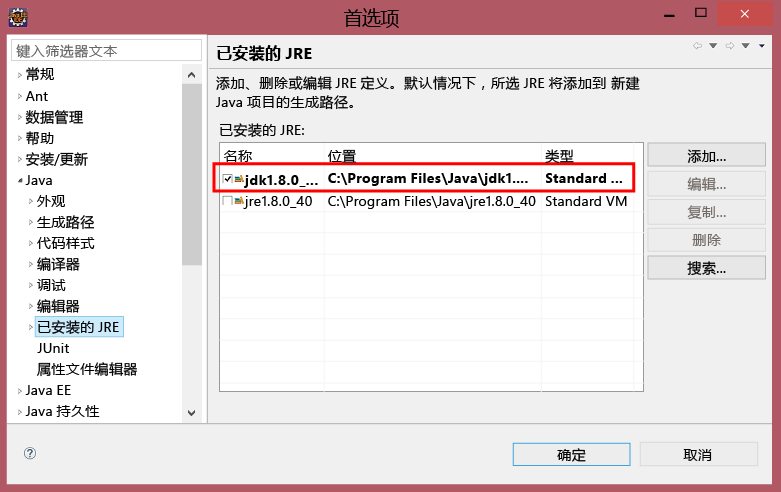 首选项
键入筛选器文本
常规
Ant
数据管理
帮助
安装/更新
Java
外观
生成路径
代码样式
编译器
调试
编辑器
已安装的 JRE
JUnit
属性文件编辑器
Java EE
Java 持久性
已安装的 JRE
添加、删除或编辑 JRE 定义。默认情况下，所选 JRE 将添加到 新建
Java 项目的生成路径。
已安装的 JRE:
名称 位置 类型
jdk1.8.0_... C:\Program Files\Java\jdk1.... Standard ...
jre1.8.0_40 C:\Program Files\Java\jre1.8.0_40 Standard VM
添加...
编辑...
复制...
删除
搜索...
确定 取消